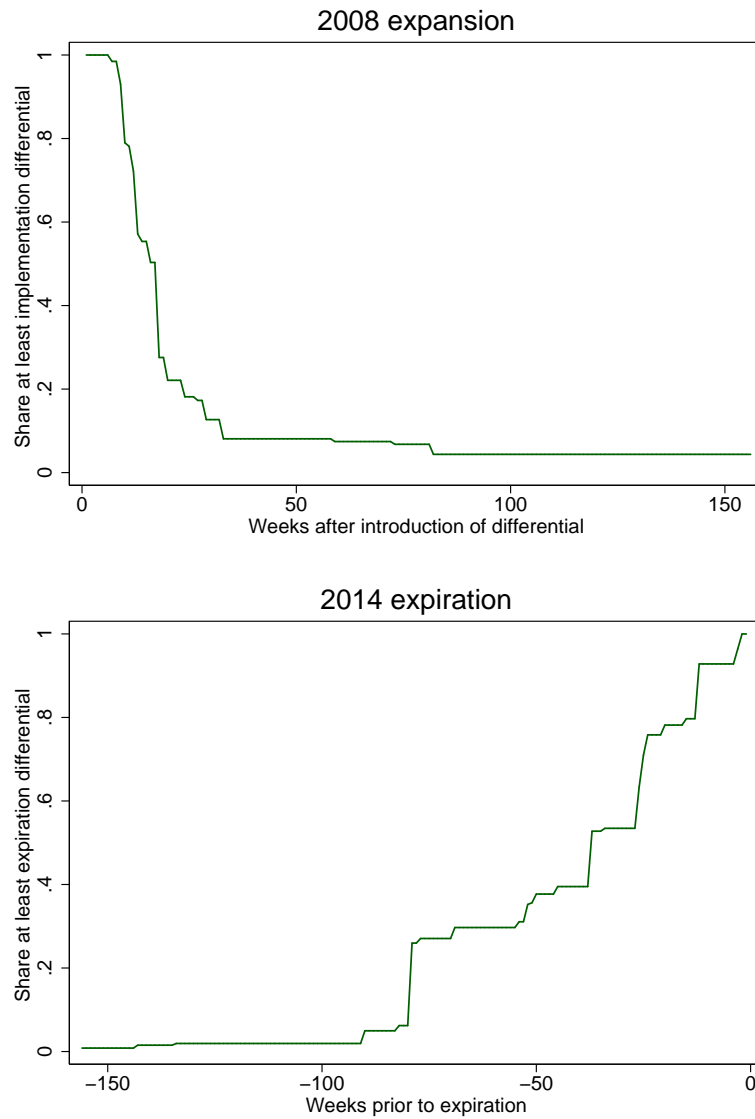 2008 expansion
Share at least implementation differential
1
.8
.6
.4
.2
0
0 50 100 150
Weeks after introduction of differential
2014 expiration
Share at least expiration differential
1
.8
.6
.4
.2
0
−150 −100 −50 0
Weeks prior to expiration